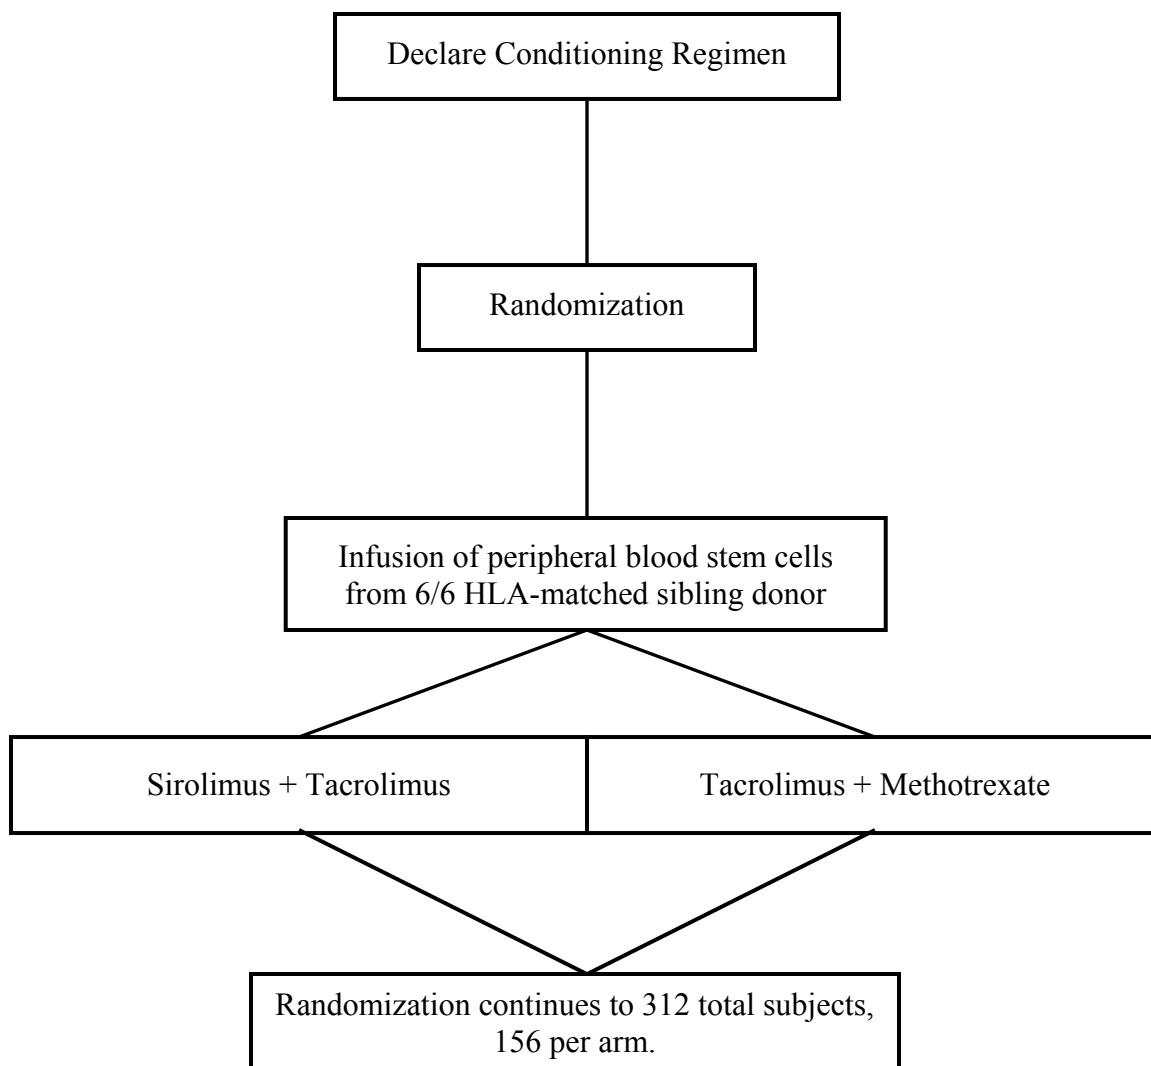 Declare Conditioning Regimen
Randomization
Infusion of peripheral blood stem cells
from 6/6 HLA-matched sibling donor
Sirolimus + Tacrolimus
Tacrolimus + Methotrexate
Randomization continues to 312 total subjects,
156 per arm.